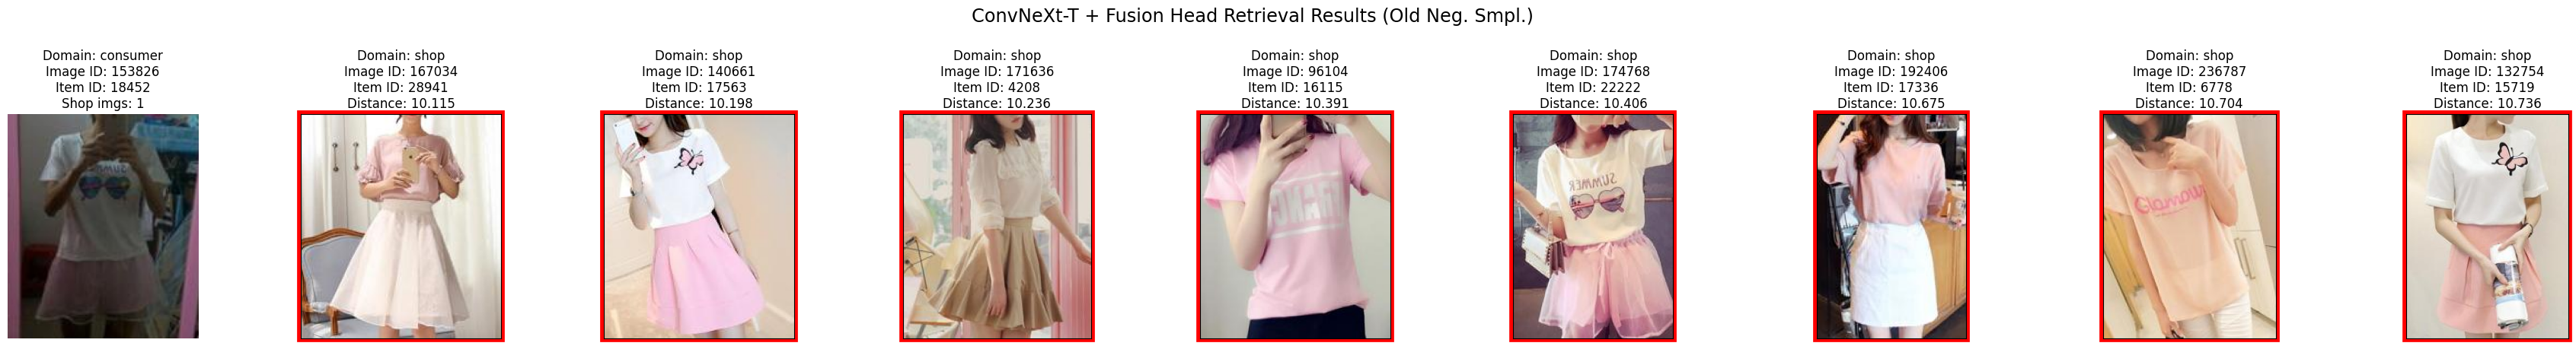 ConvNeXt-T + Fusion Head Retrieval Results (Old Neg. Smpl.)
Domain: consumer
Image ID: 153826
Item ID: 18452
Shop imgs: 1
Domain: shop
Image ID: 167034
Item ID: 28941
Distance: 10.115
Domain: shop
Image ID: 140661
Item ID: 17563
Distance: 10.198
Domain: shop
Image ID: 171636
Item ID: 4208
Distance: 10.236
Domain: shop
Image ID: 96104
Item ID: 16115
Distance: 10.391
Domain: shop
Image ID: 174768
Item ID: 22222
Distance: 10.406
Domain: shop
Image ID: 192406
Item ID: 17336
Distance: 10.675
Domain: shop
Image ID: 236787
Item ID: 6778
Distance: 10.704
Domain: shop
Image ID: 132754
Item ID: 15719
Distance: 10.736
SUMMER
Glamour